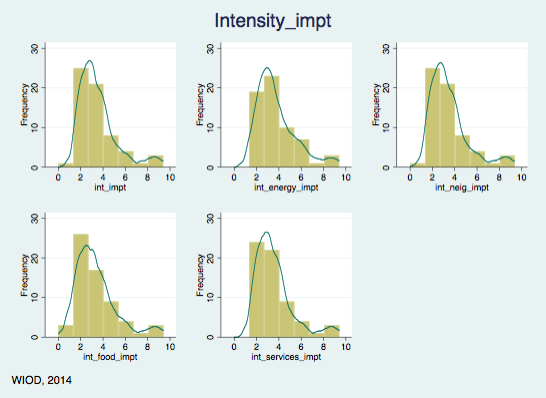 Intensity_impt
Frequency
0 10 20 30
0 2 4 6 8 10
int_impt
Frequency
0 10 20 30
0 2 4 6 8 10
int_energy_impt
Frequency
0 10 20 30
0 2 4 6 8 10
int_neig_impt
Frequency
0 10 20 30
0 2 4 6 8 10
int_food_impt
Frequency
0 10 20 30
0 2 4 6 8 10
int_services_impt
WIOD, 2014